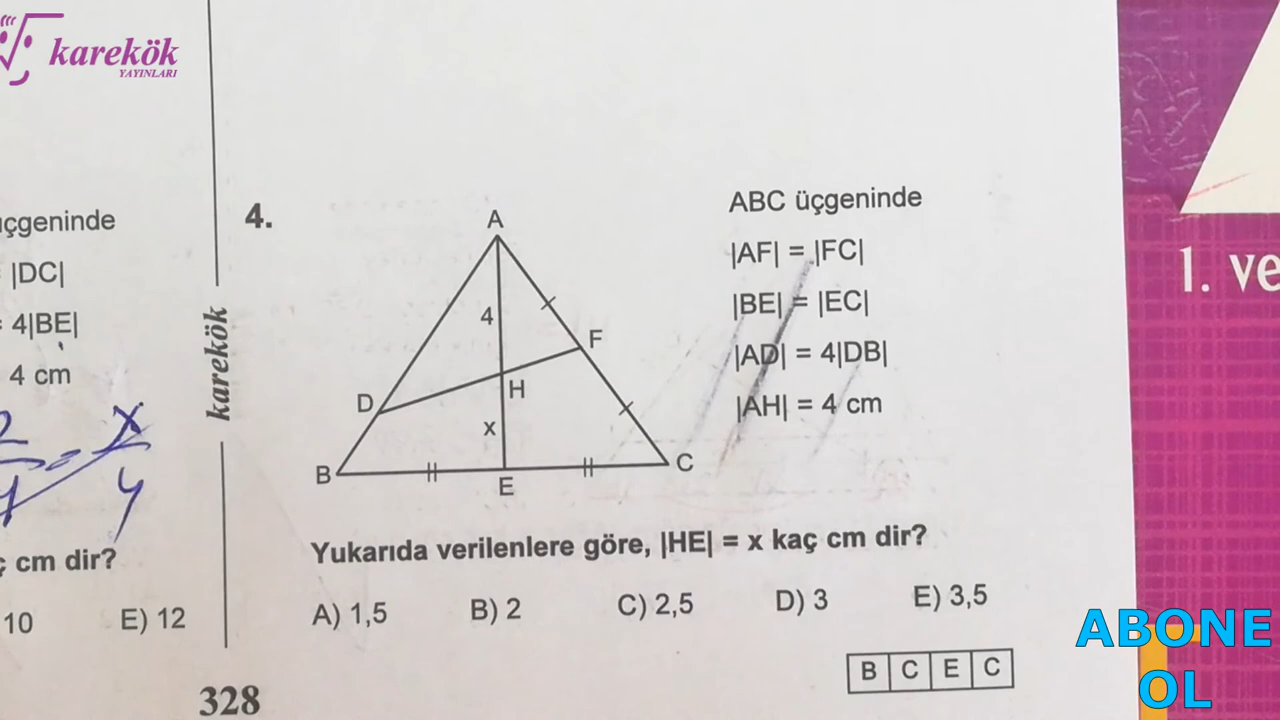 karekök
YAYINLARI
üçgeninde
|DC|
= 4|BE|
4 cm
2
x
=
4
cm dir?
10
E) 12
karekök
328
4.
A
4
F
D
H
x
B
E
C
ABC üçgeninde
|AF| = |FC|
|BE| = |EC|
|AD| = 4|DB|
|AH| = 4 cm
Yukarıda verilenlere göre, |HE| = x kaç cm dir?
A) 1,5
B) 2
C) 2,5
D) 3
E) 3,5
B C E C
1. ve
ABONE
OL